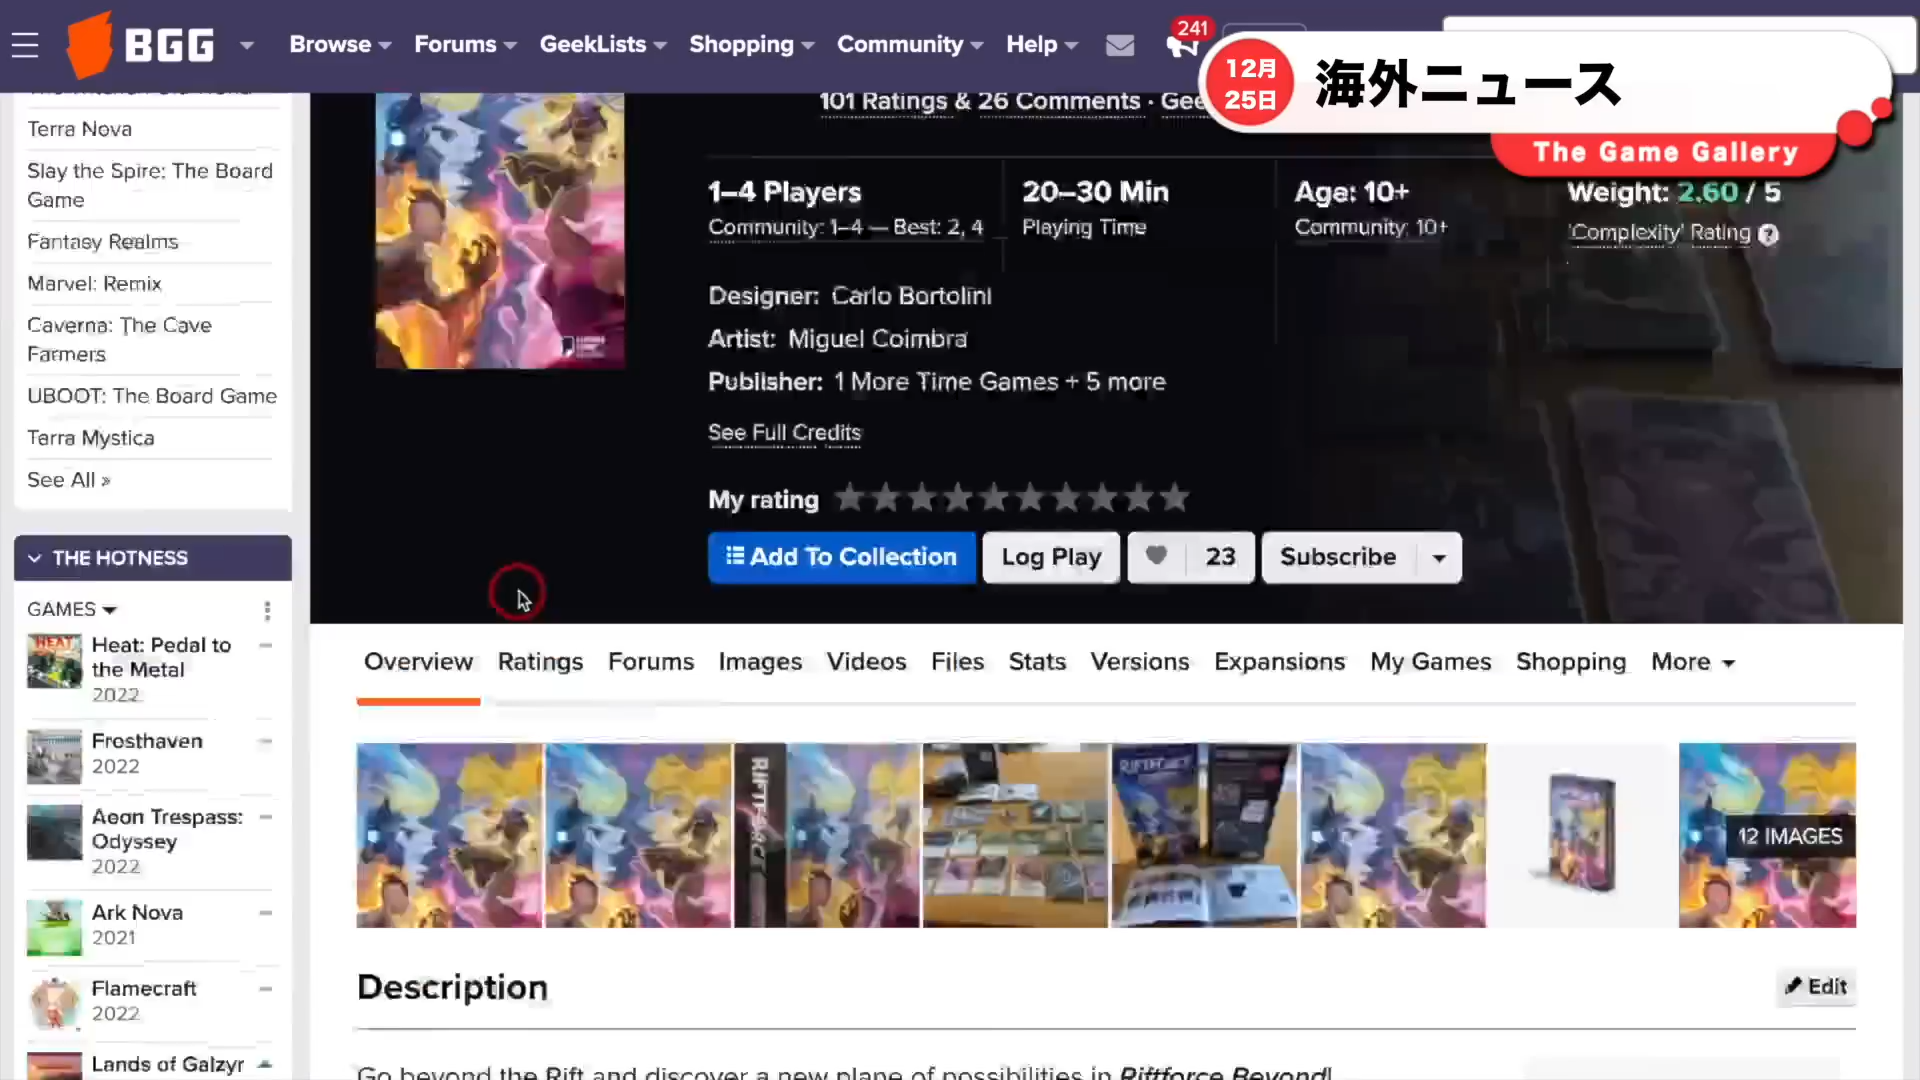 BGG
Browse
Forums
GeekLists
Shopping
Community
Help
241
12月
25日
海外ニュース
The Game Gallery
Terra Nova
Slay the Spire: The Board
Game
Fantasy Realms
Marvel: Remix
Caverna: The Cave
Farmers
UBOOT: The Board Game
Terra Mystica
See All »
THE HOTNESS
GAMES
Heat: Pedal to
the Metal
2022
Frosthaven
2022
Aeon Trespass:
Odyssey
2022
Ark Nova
2021
Flamecraft
2022
Lands of Galzyr
101 Ratings & 26 Comments · Gee
1–4 Players
Community: 1–4 — Best: 2, 4
20–30 Min
Playing Time
Age: 10+
Community: 10+
Weight: 2.60 / 5
'Complexity' Rating ?
Designer: Carlo Bortolini
Artist: Miguel Coimbra
Publisher: 1 More Time Games + 5 more
See Full Credits
My rating
Add To Collection
Log Play
23
Subscribe
Overview
Ratings
Forums
Images
Videos
Files
Stats
Versions
Expansions
My Games
Shopping
More
RIFTFORCE
RIFTFORCE
12 IMAGES
Description
Edit
Go beyond the Rift and discover a new plane of possibilities in Riftforce Beyond!